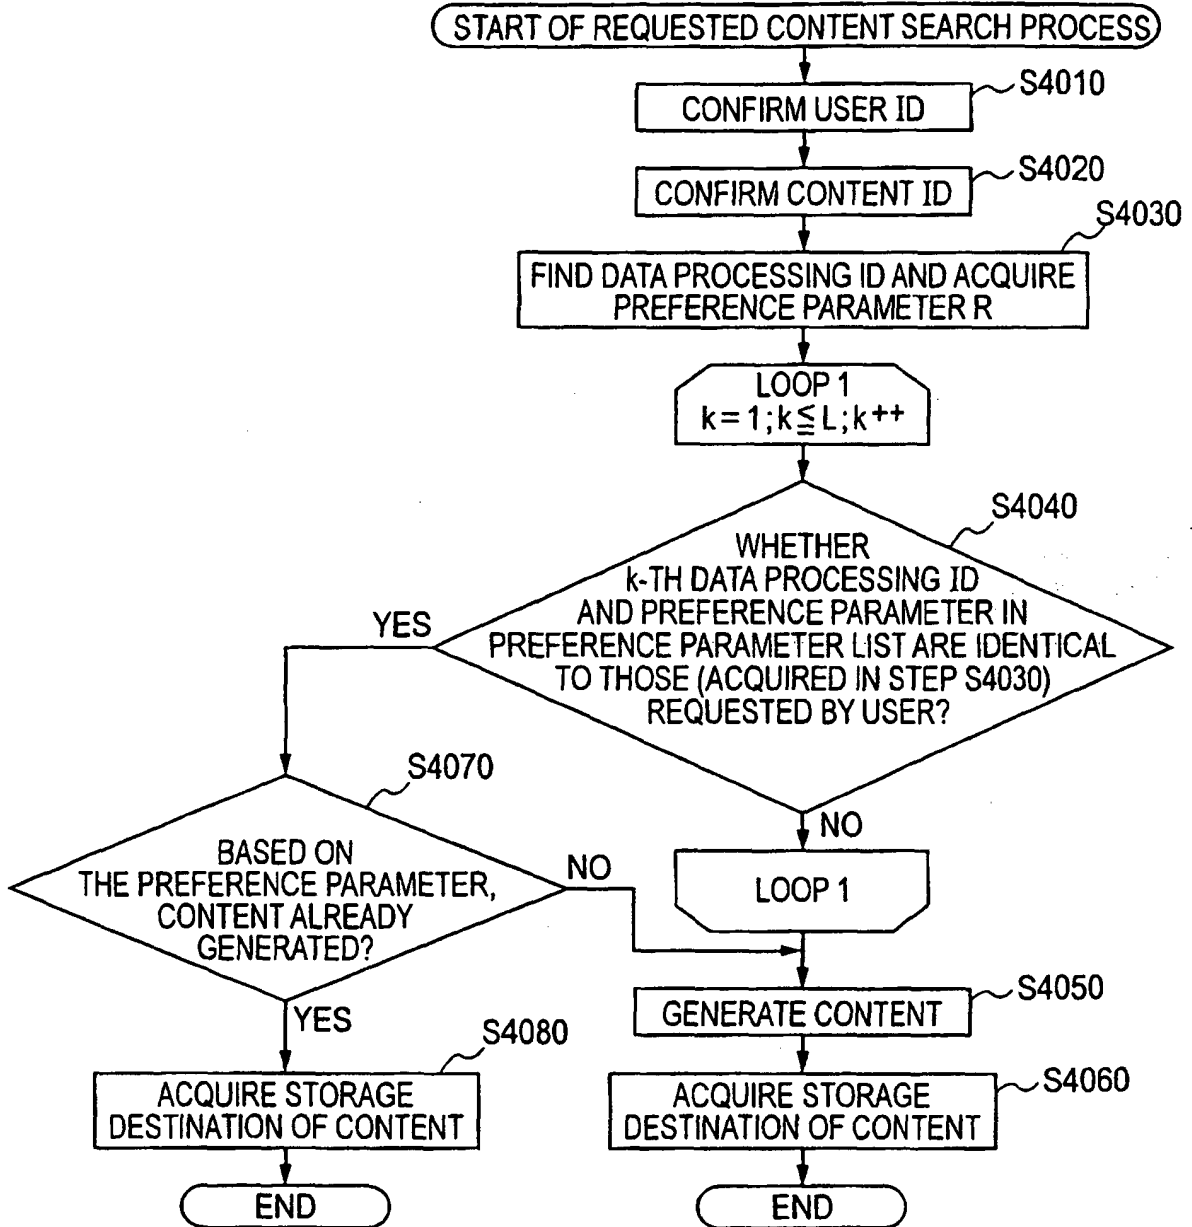 START OF REQUESTED CONTENT SEARCH PROCESS
S4010
CONFIRM USER ID
S4020
CONFIRM CONTENT ID
S4030
FIND DATA PROCESSING ID AND ACQUIRE
PREFERENCE PARAMETER R
LOOP 1
k=1;k≦L;k++
S4040
WHETHER
k-TH DATA PROCESSING ID
AND PREFERENCE PARAMETER IN
PREFERENCE PARAMETER LIST ARE IDENTICAL
TO THOSE (ACQUIRED IN STEP S4030)
REQUESTED BY USER?
YES
NO
S4070
BASED ON
THE PREFERENCE PARAMETER,
CONTENT ALREADY
GENERATED?
NO
YES
LOOP 1
S4050
GENERATE CONTENT
S4080
ACQUIRE STORAGE
DESTINATION OF CONTENT
S4060
ACQUIRE STORAGE
DESTINATION OF CONTENT
END
END